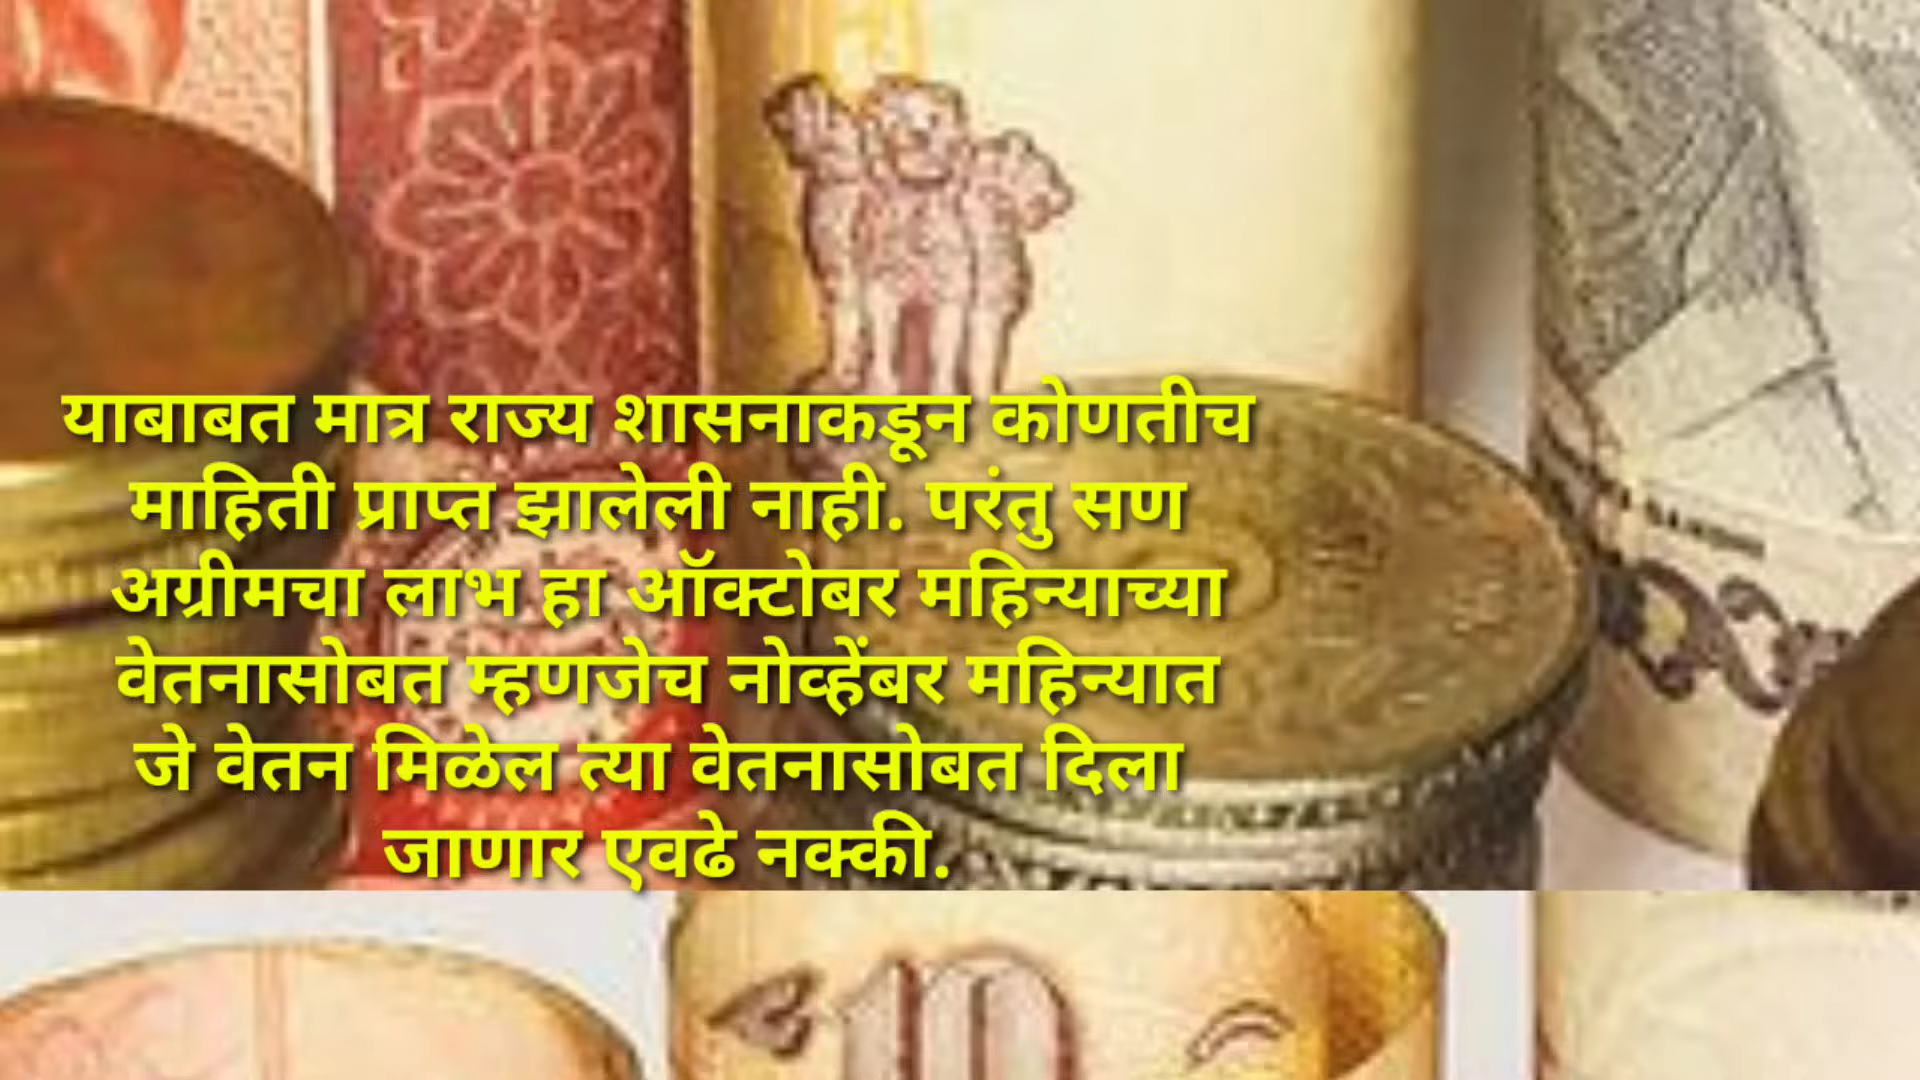 याबाबत मात्र राज्य शासनाकडून कोणतीच
माहिती प्राप्त झालेली नाही. परंतु सण
अग्रीमचा लाभ हा ऑक्टोबर महिन्याच्या
वेतनासोबत म्हणजेच नोव्हेंबर महिन्यात
जे वेतन मिळेल त्या वेतनासोबत दिला
जाणार एवढे नक्की.
10